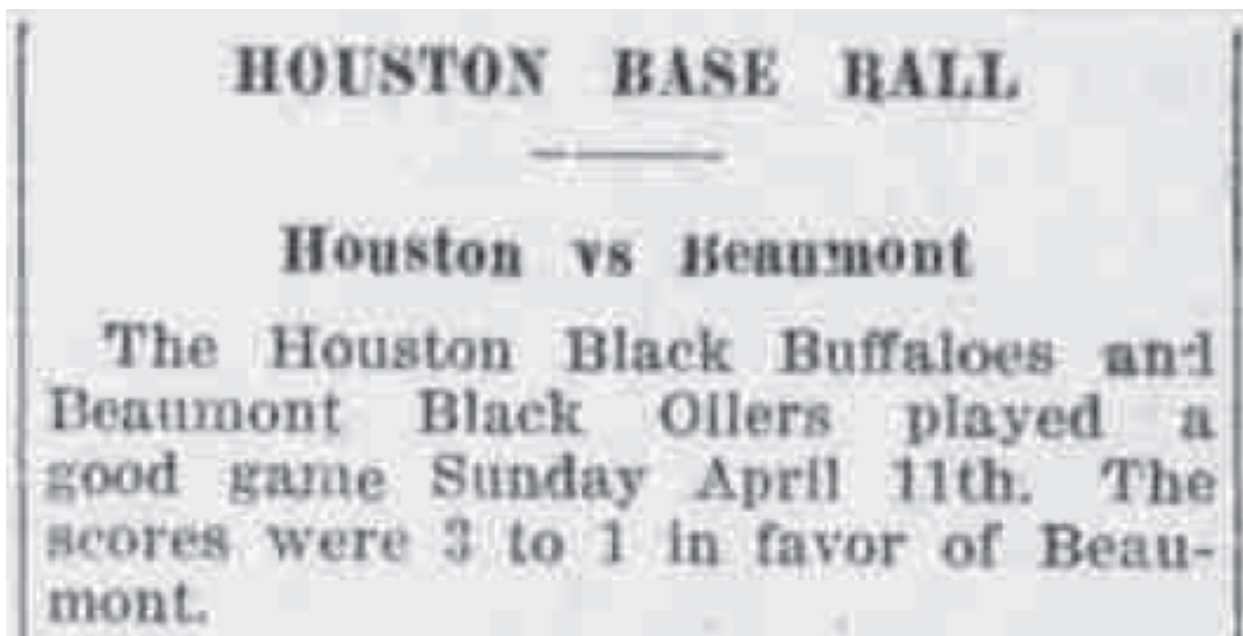 HOUSTON BASE BALL
Houston vs Beaumont
The Houston Black Buffaloes and
Beaumont Black Oilers played a
good game Sunday April 11th. The
scores were 3 to 1 in favor of Beau-
mont.